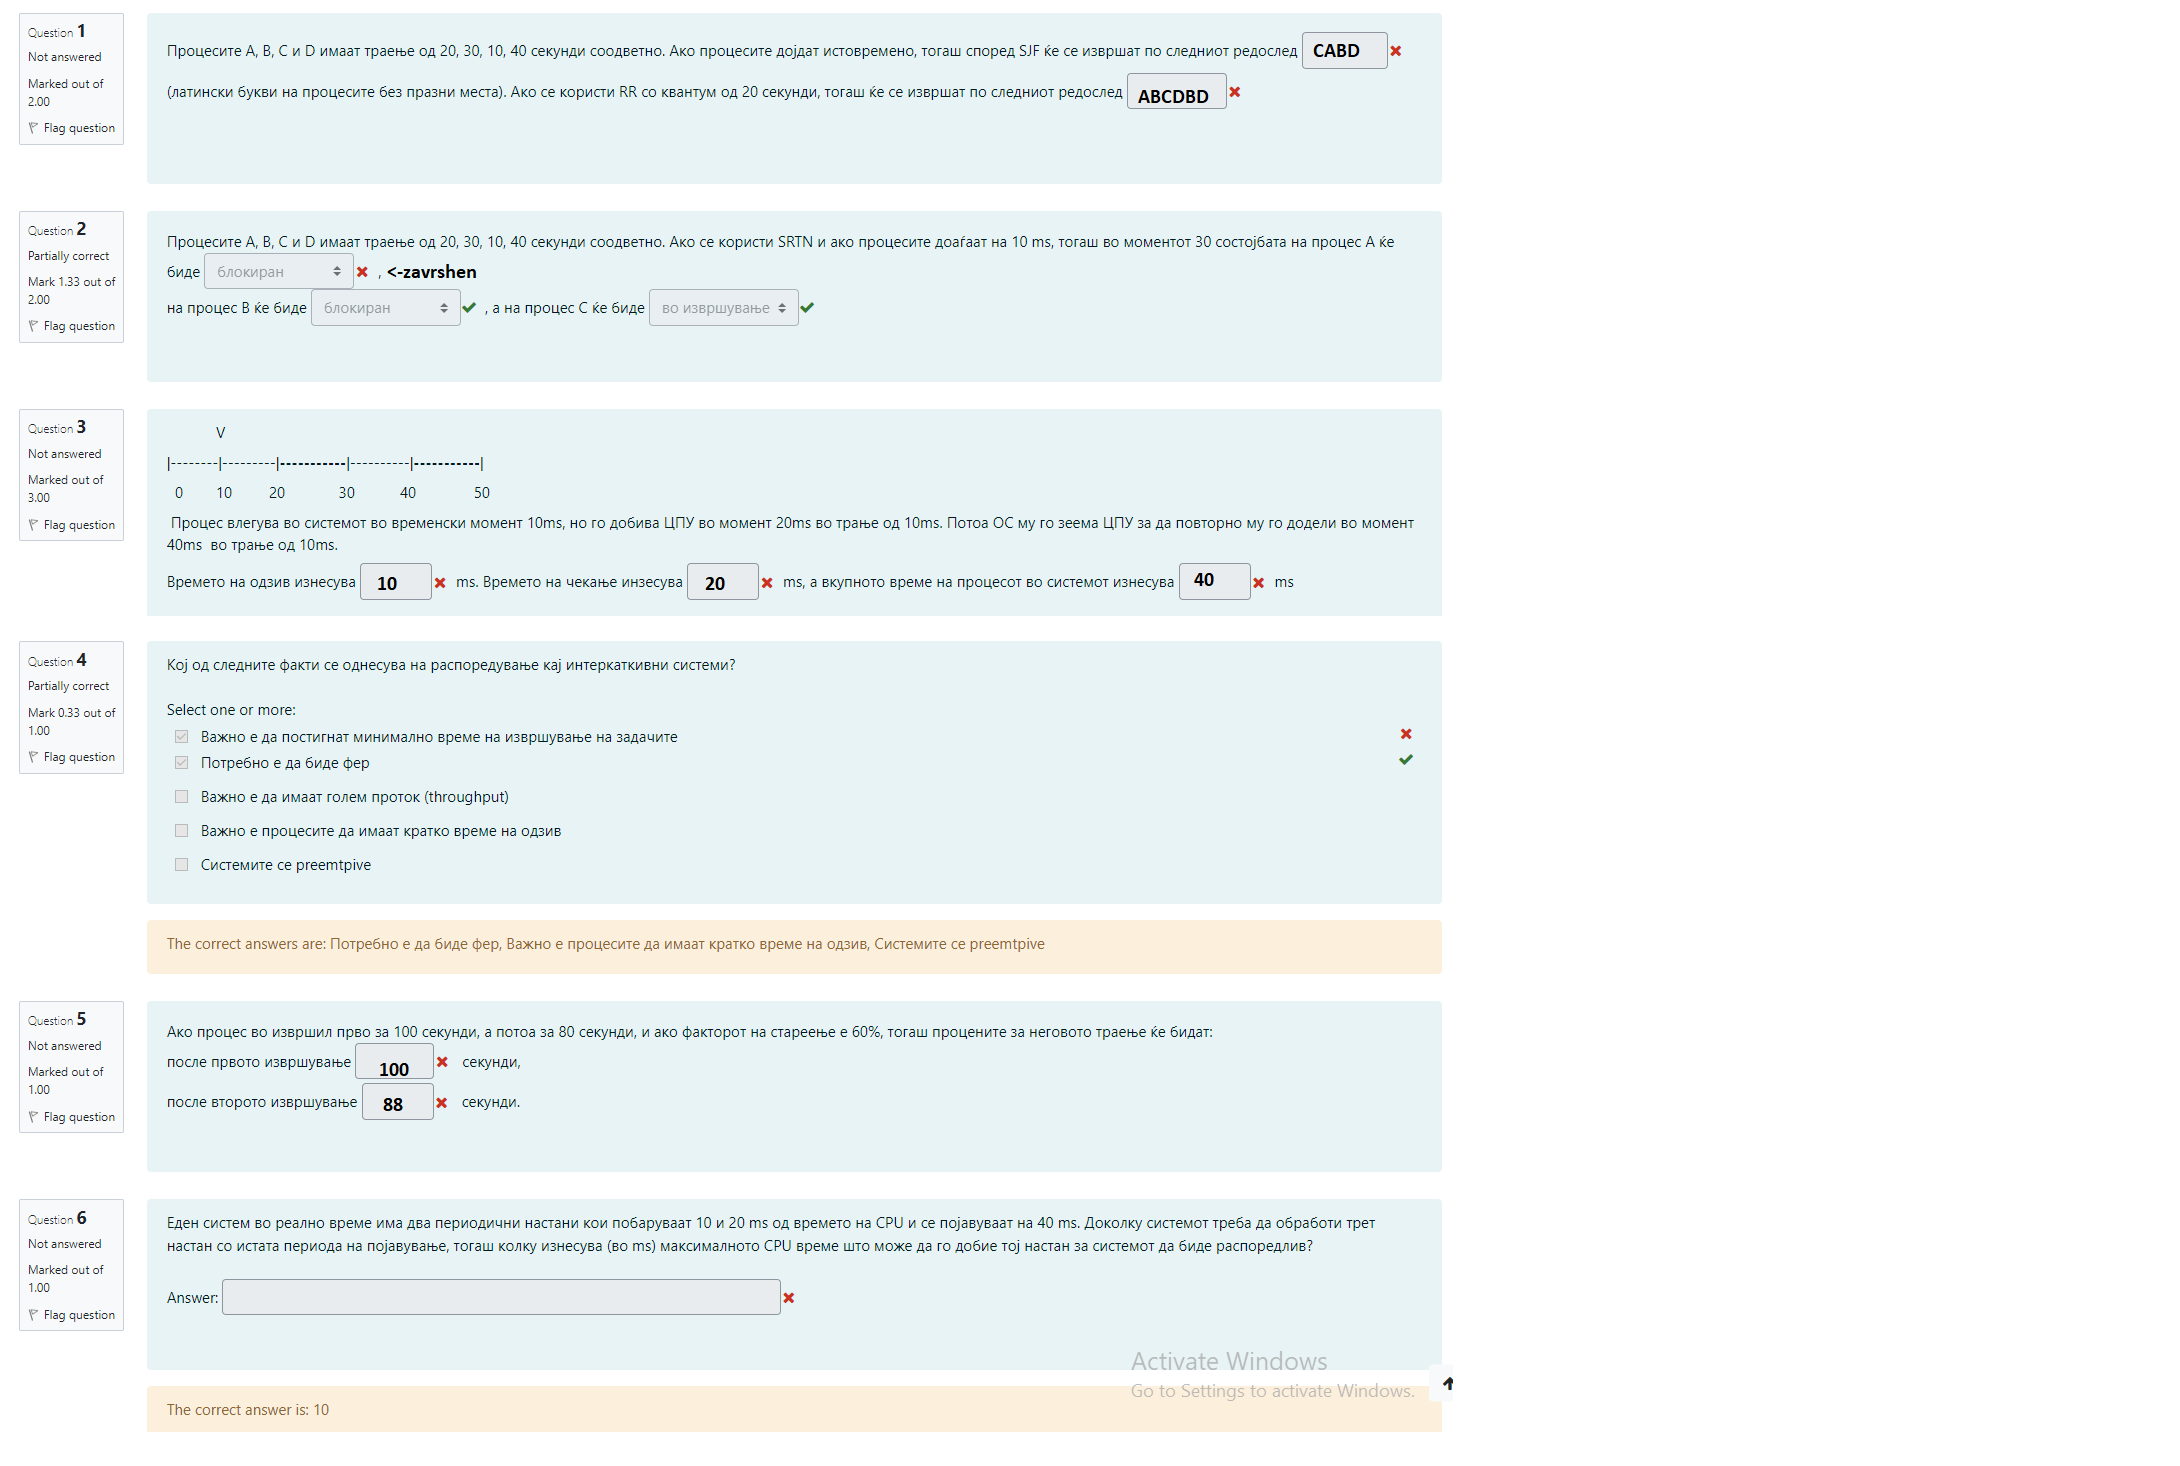 Question 1
Not answered
Marked out of
2.00
Flag question
Процесите A, B, C и D имаат траење од 20, 30, 10, 40 секунди соодветно. Ако процесите дојдат истовремено, тогаш според SJF ќе се извршат по следниот редослед CABD
(латински букви на процесите без празни места). Ако се користи RR со квантум од 20 секунди, тогаш ќе се извршат по следниот редослед ABCDBD
Question 2
Partially correct
Mark 1.33 out of
2.00
Flag question
Процесите A, B, C и D имаат траење од 20, 30, 10, 40 секунди соодветно. Ако се користи SRTN и ако процесите доаѓаат на 10 ms, тогаш во моментот 30 состојбата на процес A ќе
биде блокиран , <-zavrshen
на процес B ќе биде блокиран , а на процес C ќе биде во извршување
Question 3
Not answered
Marked out of
3.00
Flag question
V
|--------|---------|-----------|----------|-----------|
0 10 20 30 40 50
Процес влегува во системот во временски момент 10ms, но го добива ЦПУ во момент 20ms во трање од 10ms. Потоа ОС му го зеема ЦПУ за да повторно му го додели во момент
40ms во трање од 10ms.
Времето на одзив изнесува 10 ms. Времето на чекање инзесува 20 ms, а вкупното време на процесот во системот изнесува 40 ms
Question 4
Partially correct
Mark 0.33 out of
1.00
Flag question
Кој од следните факти се однесува на распоредување кај интеркаткивни системи?
Select one or more:
Важно е да постигнат минимално време на извршување на задачите
Потребно е да биде фер
Важно е да имаат голем проток (throughput)
Важно е процесите да имаат кратко време на одзив
Системите се preemtpive
The correct answers are: Потребно е да биде фер, Важно е процесите да имаат кратко време на одзив, Системите се preemtpive
Question 5
Not answered
Marked out of
1.00
Flag question
Ако процес во извршил прво за 100 секунди, а потоа за 80 секунди, и ако факторот на стареење е 60%, тогаш процените за неговото траење ќе бидат:
после првото извршување 100 секунди,
после второто извршување 88 секунди.
Question 6
Not answered
Marked out of
1.00
Flag question
Еден систем во реално време има два периодични настани кои побаруваат 10 и 20 ms од времето на CPU и се појавуваат на 40 ms. Доколку системот треба да обработи трет
настан со истата периода на појавување, тогаш колку изнесува (во ms) максималното CPU време што може да го добие тој настан за системот да биде распоредлив?
Answer:
Activate Windows
Go to Settings to activate Windows.
The correct answer is: 10